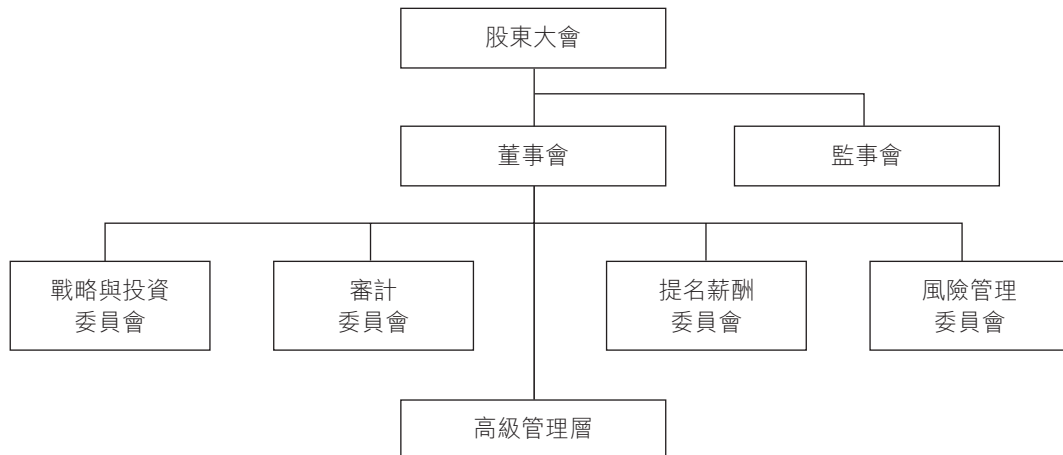 股東大會
董事會
監事會
戰略與投資
委員會
審計
委員會
提名薪酬
委員會
風險管理
委員會
高級管理層